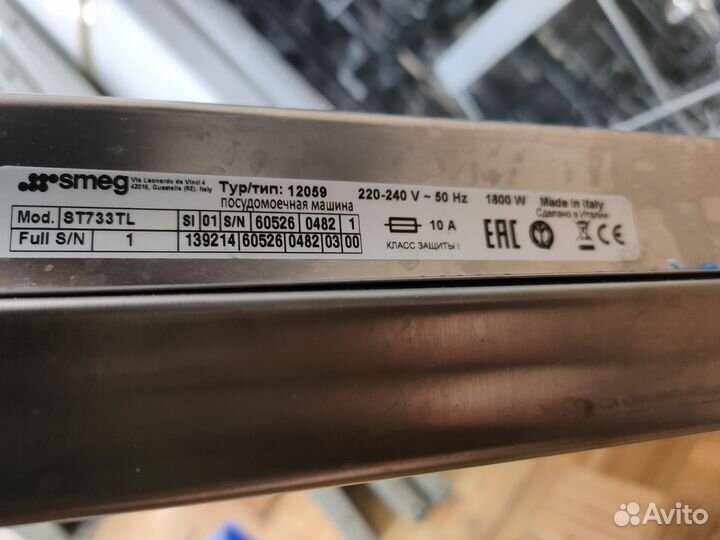 smeg
Via Leonardo da Vinci 4
42016, Guastalla (RE), Italy
Typ/тип: 12059
посудомоечная машина
220-240 V ~ 50 Hz
1800 W
Made in Italy
Сделано в Италии
Mod. ST733TL SI 01 S/N 60526 0482 1
Full S/N 1 139214 60526 0482 03 00
10 A
КЛАСС ЗАЩИТЫ I
EAC
CE
Avito